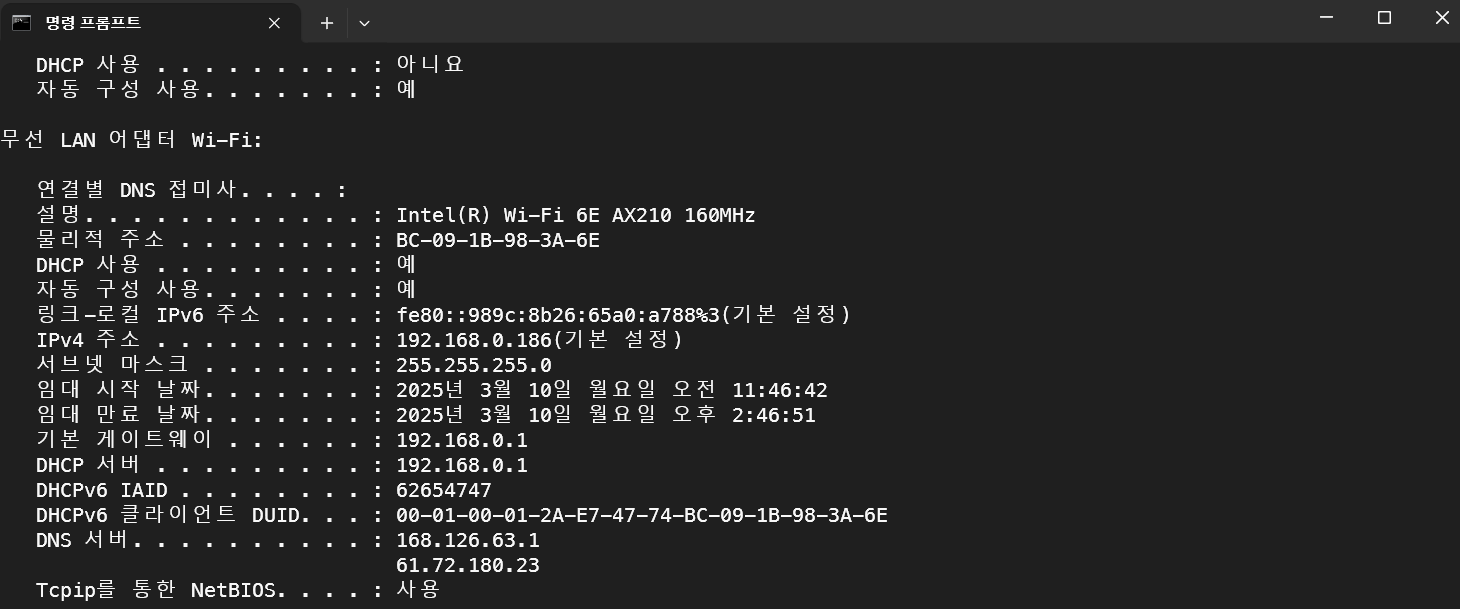 명령 프롬프트
DHCP 사용 . . . . . . . . . : 아니요
자동 구성 사용. . . . . . . : 예
무선 LAN 어댑터 Wi-Fi:
연결별 DNS 접미사. . . . :
설명. . . . . . . . . . . . : Intel(R) Wi-Fi 6E AX210 160MHz
물리적 주소 . . . . . . . . : BC-09-1B-98-3A-6E
DHCP 사용 . . . . . . . . . : 예
자동 구성 사용. . . . . . . : 예
링크-로컬 IPv6 주소 . . . . : fe80::989c:8b26:65a0:a788%3(기본 설정)
IPv4 주소 . . . . . . . . . : 192.168.0.186(기본 설정)
서브넷 마스크 . . . . . . . : 255.255.255.0
임대 시작 날짜. . . . . . . : 2025년 3월 10일 월요일 오전 11:46:42
임대 만료 날짜. . . . . . . : 2025년 3월 10일 월요일 오후 2:46:51
기본 게이트웨이 . . . . . . : 192.168.0.1
DHCP 서버 . . . . . . . . . : 192.168.0.1
DHCPv6 IAID . . . . . . . . : 62654747
DHCPv6 클라이언트 DUID. . . : 00-01-00-01-2A-E7-47-74-BC-09-1B-98-3A-6E
DNS 서버. . . . . . . . . . : 168.126.63.1
61.72.180.23
Tcpip를 통한 NetBIOS. . . . : 사용